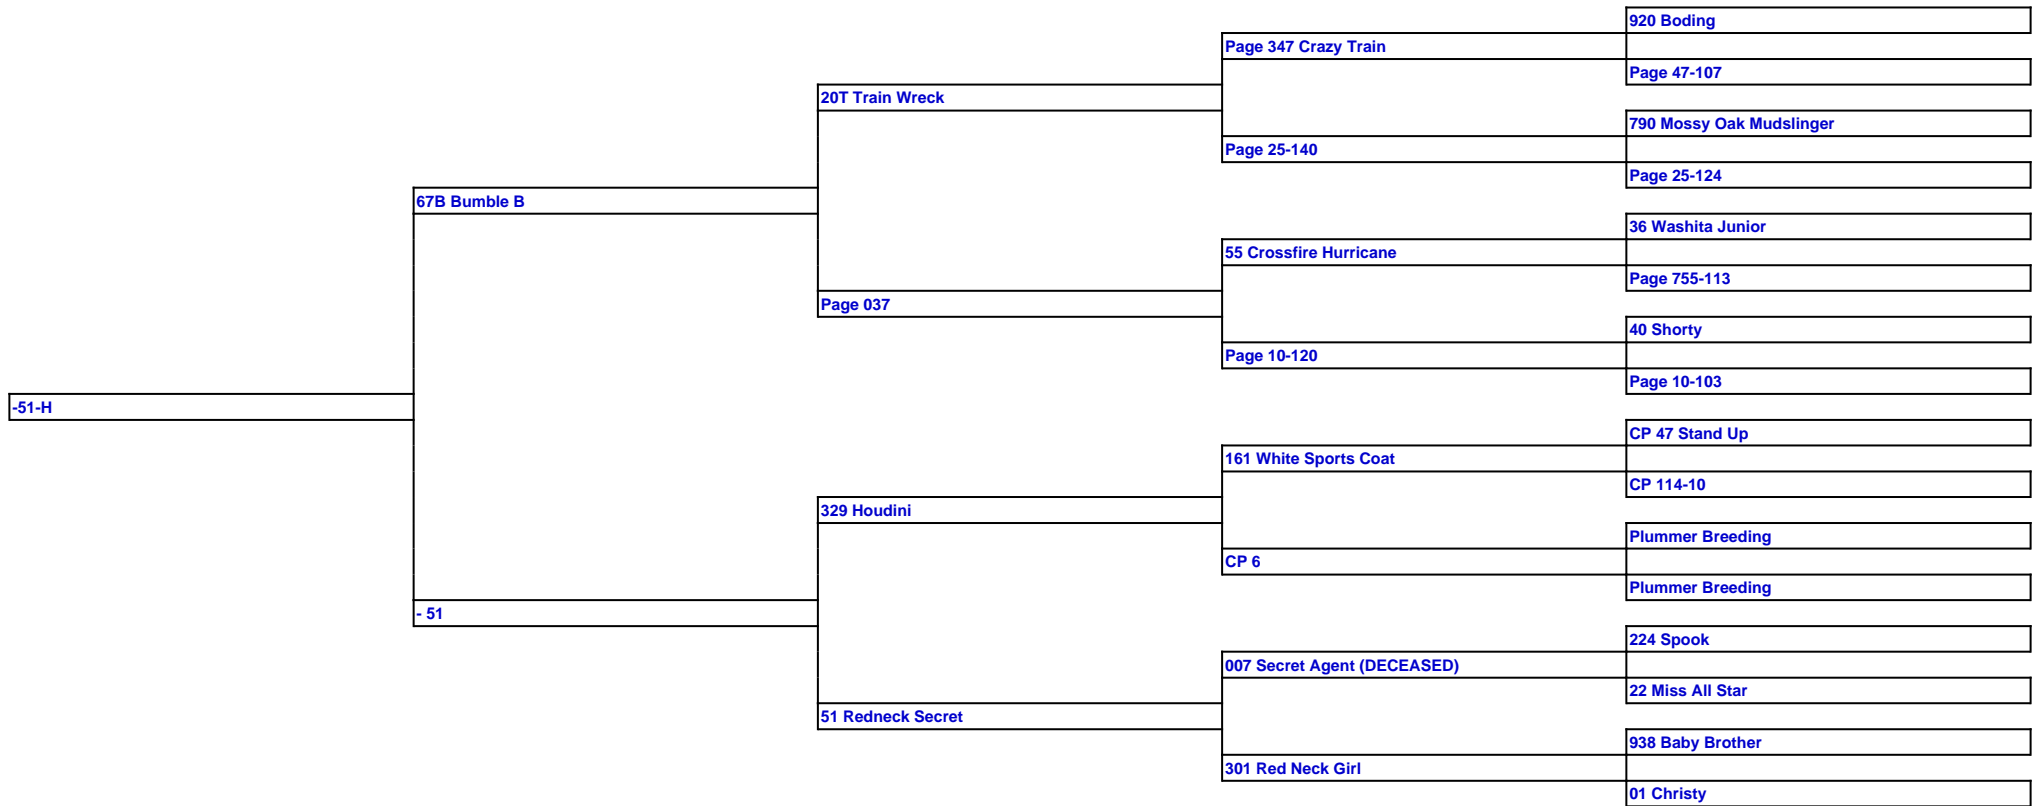 920 Boding
Page 347 Crazy Train
Page 47-107
20T Train Wreck
790 Mossy Oak Mudslinger
Page 25-140
Page 25-124
67B Bumble B
36 Washita Junior
55 Crossfire Hurricane
Page 755-113
Page 037
40 Shorty
Page 10-120
Page 10-103
-51-H
CP 47 Stand Up
161 White Sports Coat
CP 114-10
329 Houdini
Plummer Breeding
CP 6
Plummer Breeding
- 51
224 Spook
007 Secret Agent (DECEASED)
22 Miss All Star
51 Redneck Secret
938 Baby Brother
301 Red Neck Girl
01 Christy